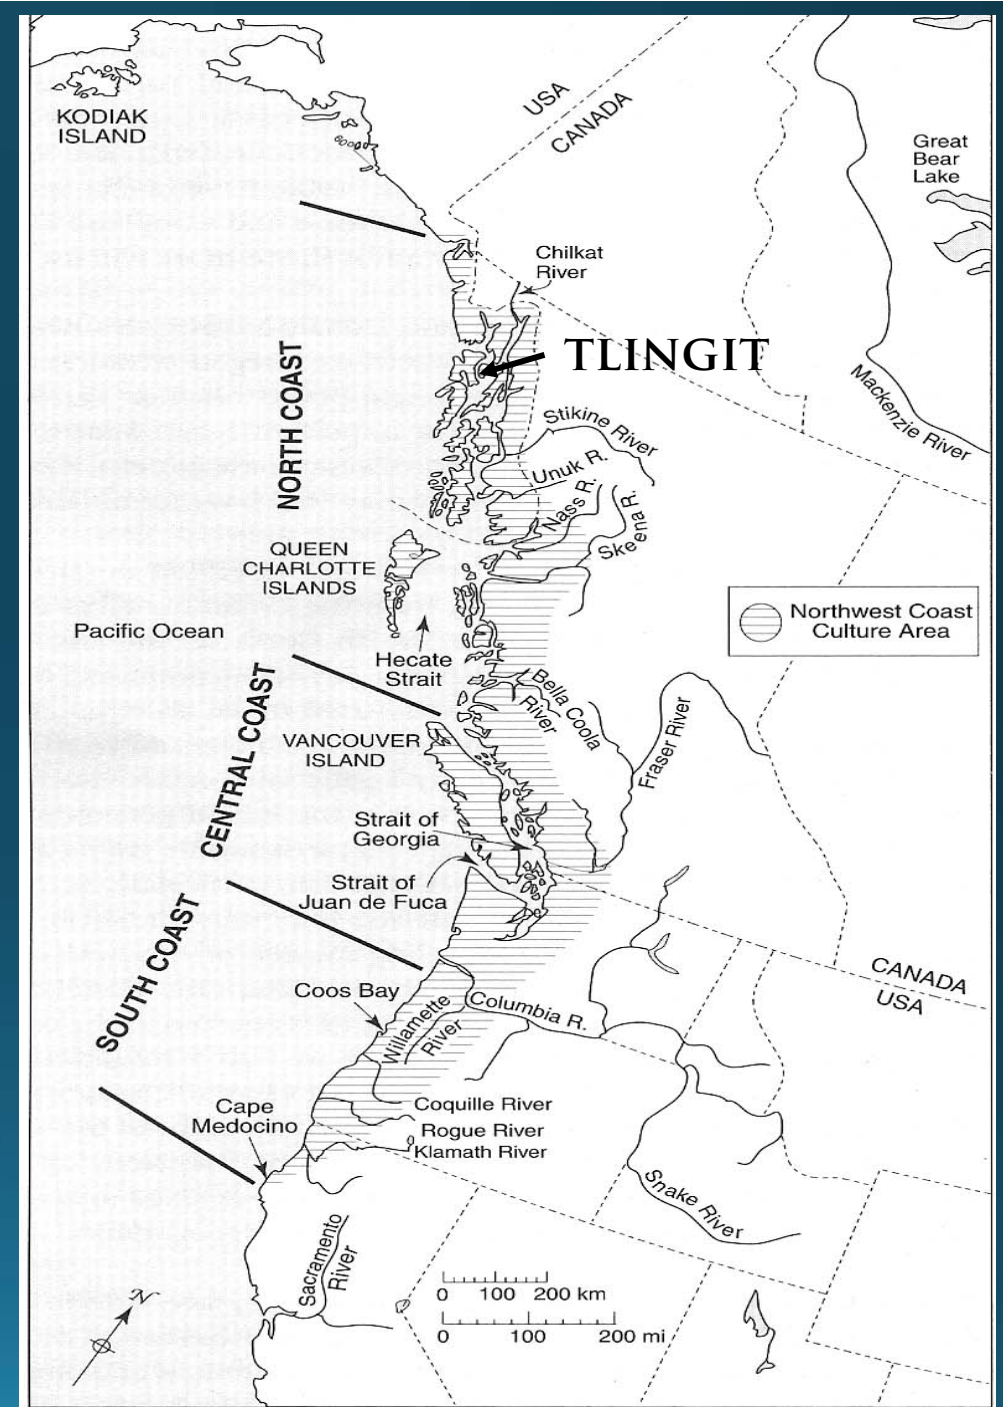 KODIAK
ISLAND
USA
CANADA
Great
Bear
Lake
Chilkat
River
TLINGIT
NORTH COAST
Mackenzie River
Stikine River
Unuk R.
Nass R.
Skeena R.
QUEEN
CHARLOTTE
ISLANDS
Northwest Coast
Culture Area
Pacific Ocean
Hecate
Strait
Bella Coola
River
Fraser River
CENTRAL COAST
VANCOUVER
ISLAND
Strait of
Georgia
Strait of
Juan de Fuca
SOUTH COAST
CANADA
USA
Coos Bay
Columbia R.
Willamette
River
Cape
Medocino
Coquille River
Rogue River
Klamath River
Snake River
Sacramento
River
N
0 100 200 km
0 100 200 mi